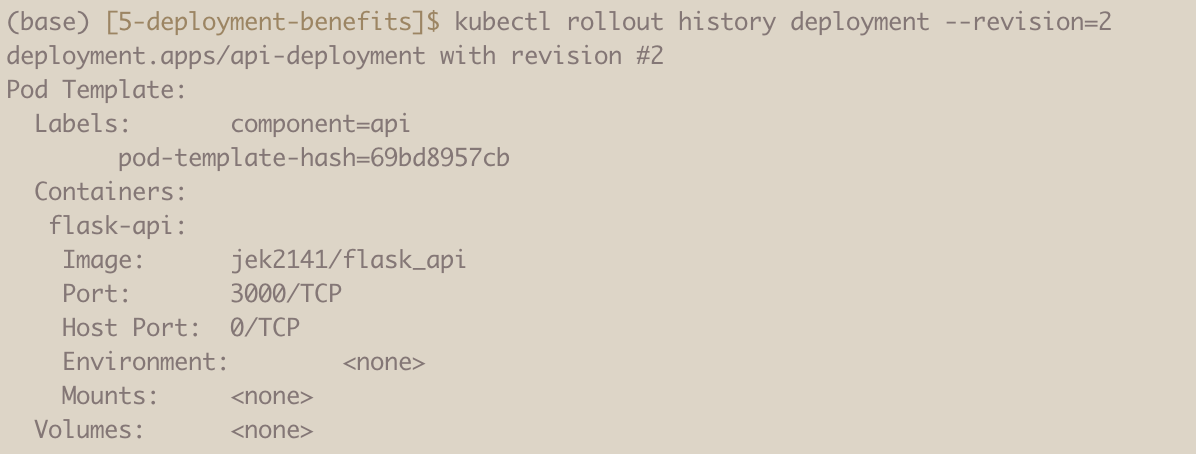 (base) [5-deployment-benefits]$ kubectl rollout history deployment --revision=2
deployment.apps/api-deployment with revision #2
Pod Template:
  Labels:       component=api
        pod-template-hash=69bd8957cb
  Containers:
   flask-api:
    Image:      jek2141/flask_api
    Port:       3000/TCP
    Host Port:  0/TCP
    Environment:        <none>
    Mounts:     <none>
  Volumes:      <none>